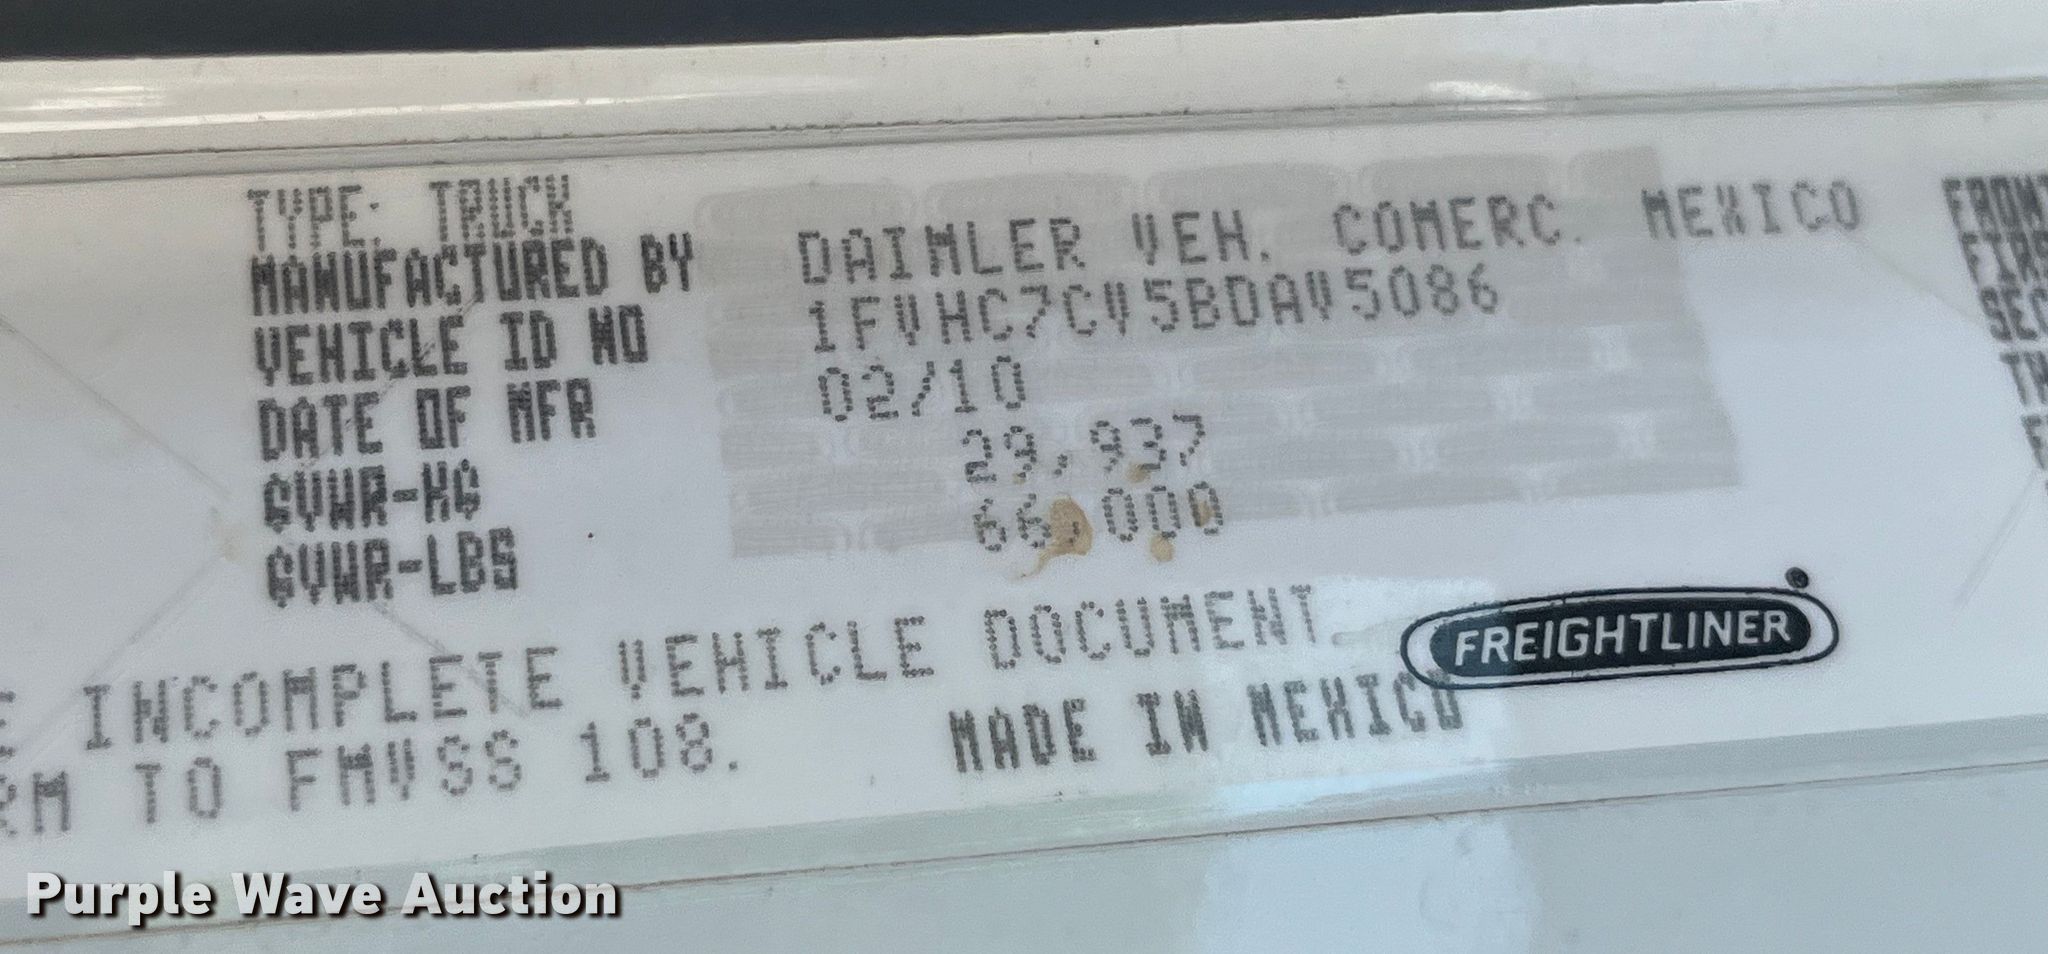 TYPE: TRUCK
MANUFACTURED BY DAIMLER VEH. COMERC. MEXICO
VEHICLE ID NO 1FVHC7CV5BDAV5086
DATE OF MFR 02/10
GVWR-KG 29,937
GVWR-LBS 66,000
INCOMPLETE VEHICLE DOCUMENT.
TO FMVSS 108.
MADE IN MEXICO
FREIGHTLINER®
Purple Wave Auction